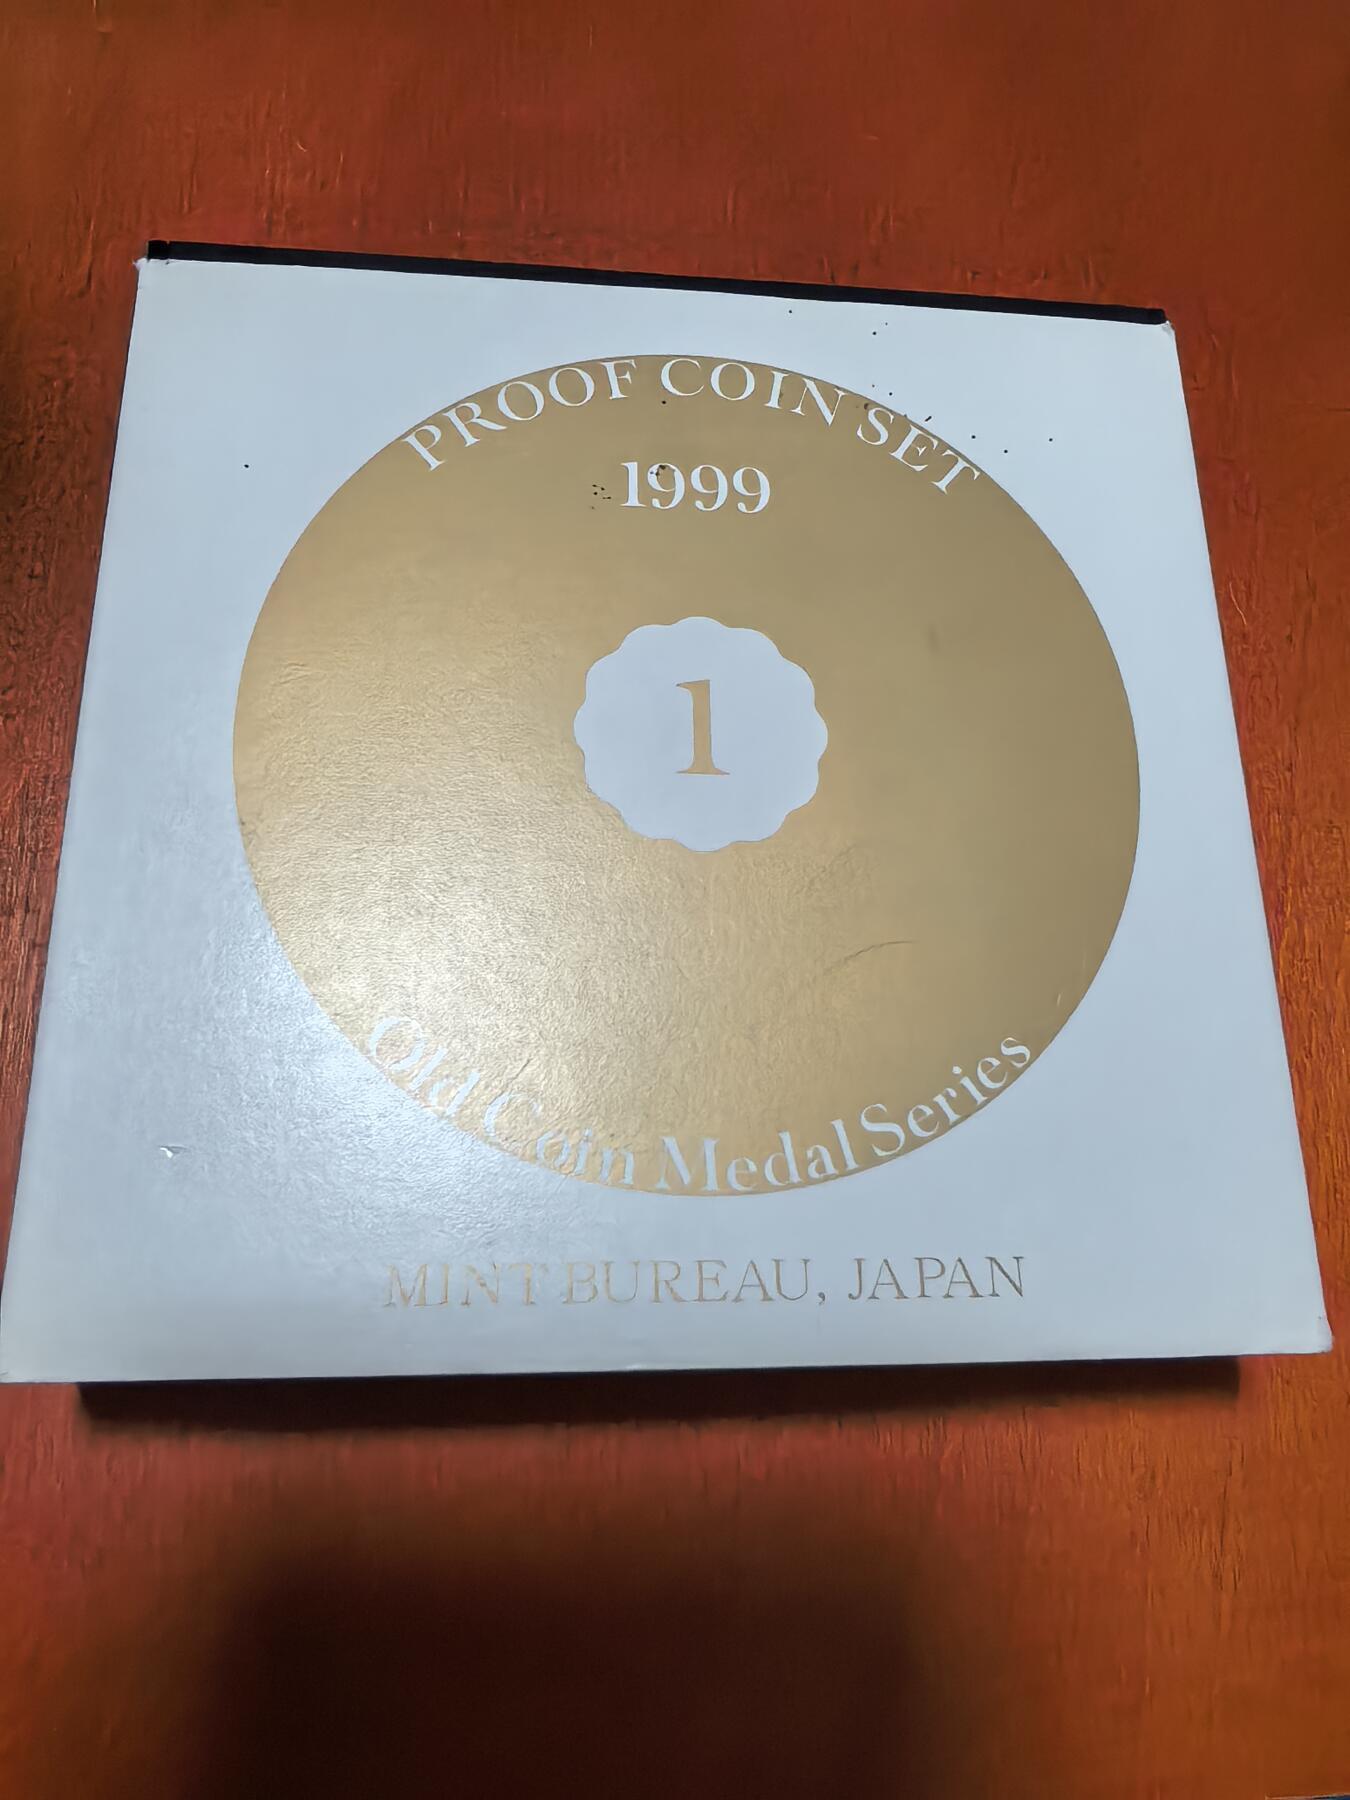 PROOF COIN SET
1999
1
Old Coin Medal Series
MINT BUREAU, JAPAN